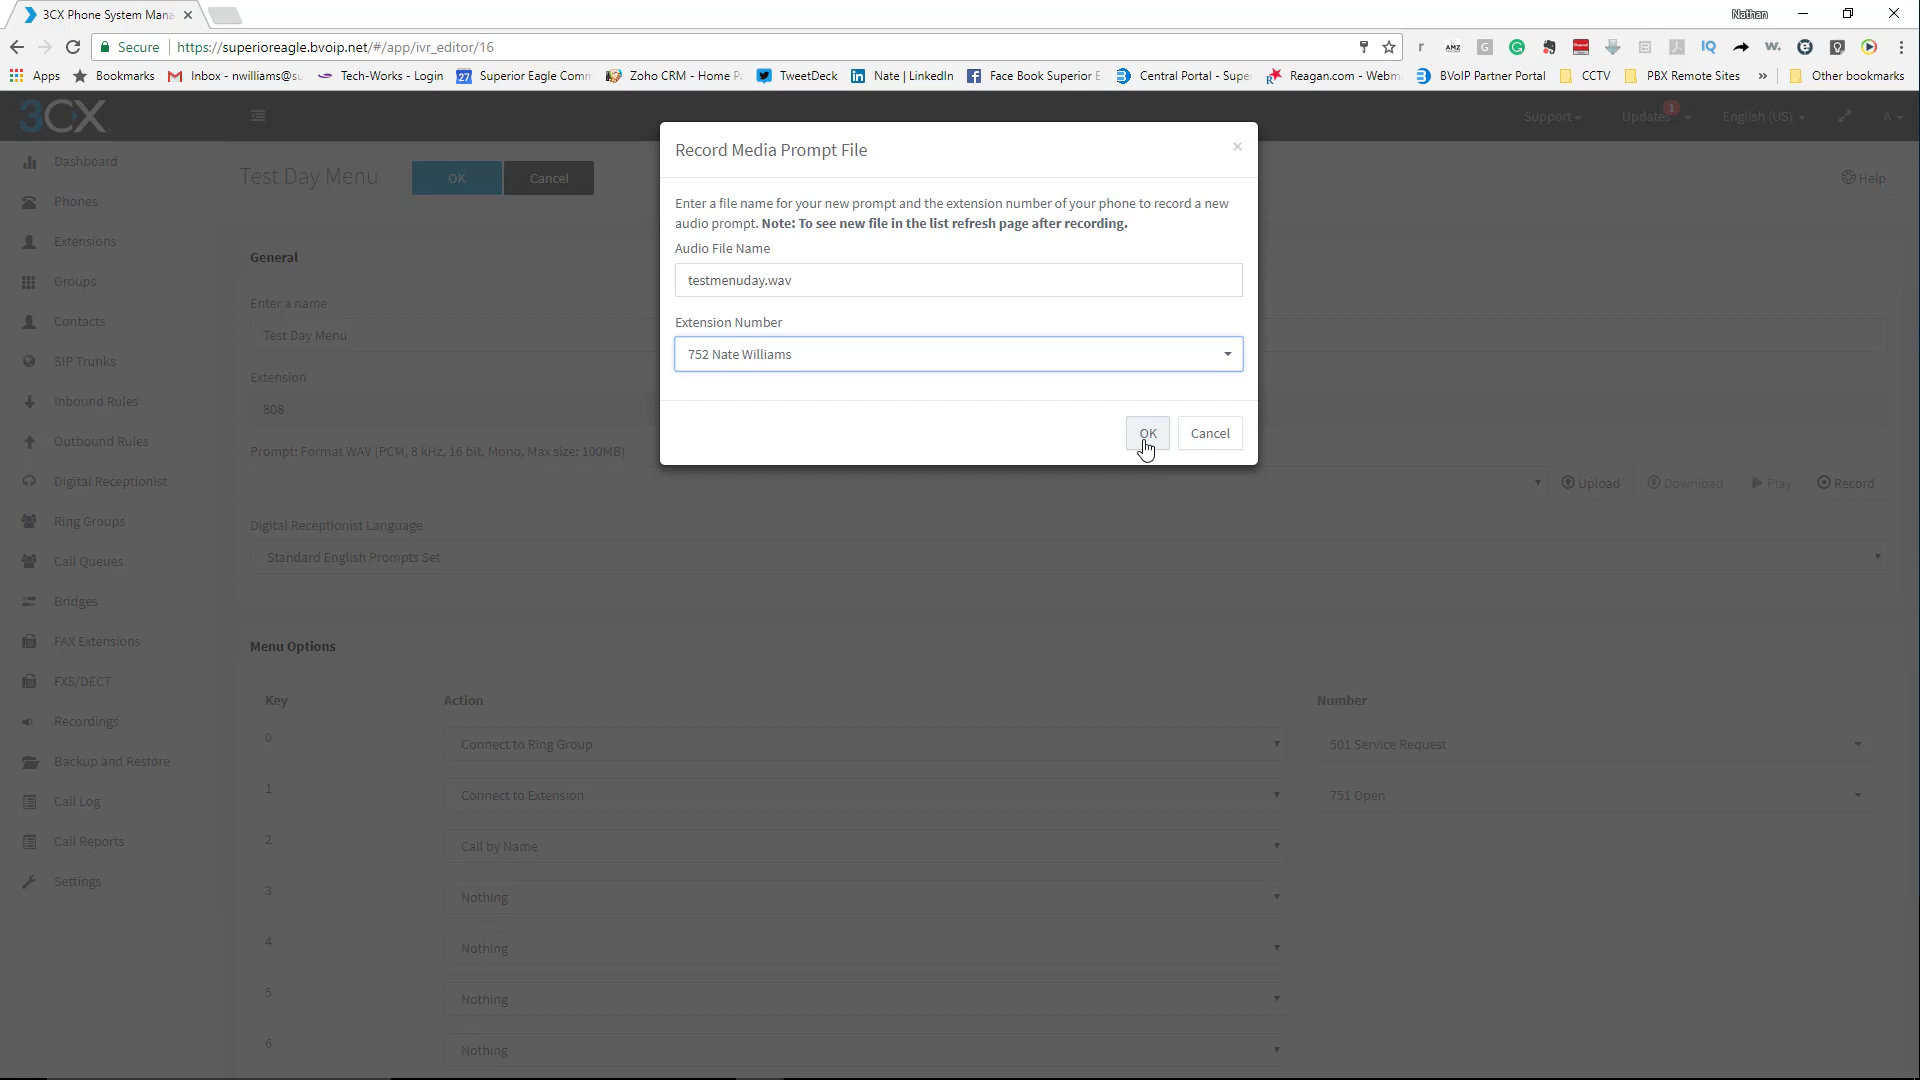 3CX Phone System Mana
Nathan
Secure
https://superioreagle.bvoip.net/#/app/ivr_editor/16
Apps
Bookmarks
Inbox - nwilliams@su
Tech-Works - Login
27
Superior Eagle Comm
Zoho CRM - Home P
TweetDeck
Nate | LinkedIn
Face Book Superior E
Central Portal - Supe
Reagan.com - Webm
BVoIP Partner Portal
CCTV
PBX Remote Sites
Other bookmarks
3CX
Support
Updates
1
English (US)
A
Dashboard
Phones
Extensions
Groups
Contacts
SIP Trunks
Inbound Rules
Outbound Rules
Digital Receptionist
Ring Groups
Call Queues
Bridges
FAX Extensions
FXS/DECT
Recordings
Backup and Restore
Call Log
Call Reports
Settings
Test Day Menu
OK
Cancel
Help
Record Media Prompt File
Enter a file name for your new prompt and the extension number of your phone to record a new
audio prompt. Note: To see new file in the list refresh page after recording.
Audio File Name
testmenuday.wav
Extension Number
752 Nate Williams
OK
Cancel
General
Enter a name
Test Day Menu
Extension
808
Prompt: Format WAV (PCM, 8 kHz, 16 bit, Mono, Max size: 100MB)
Upload
Download
Play
Record
Digital Receptionist Language
Standard English Prompts Set
Menu Options
Key
Action
Number
0
Connect to Ring Group
501 Service Request
1
Connect to Extension
751 Open
2
Call by Name
3
Nothing
4
Nothing
5
Nothing
6
Nothing